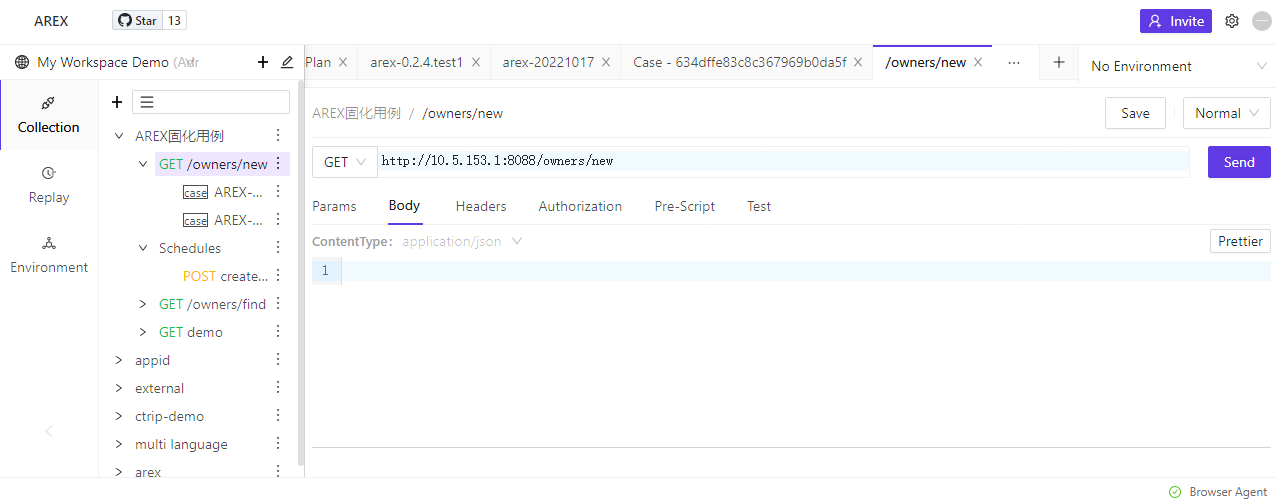 AREX
Star 13
Invite
My Workspace Demo
Plan
arex-0.2.4.test1
arex-20221017
Case - 634dffe83c8c367969b0da5f
/owners/new
No Environment
Collection
Replay
Environment
AREX固化用例
GET /owners/new
case AREX-...
case AREX-...
Schedules
POST create...
GET /owners/find
GET demo
appid
external
ctrip-demo
multi language
arex
AREX固化用例 / /owners/new
Save
Normal
GET
http://10.5.153.1:8088/owners/new
Send
Params Body Headers Authorization Pre-Script Test
ContentType: application/json
Prettier
1
Browser Agent